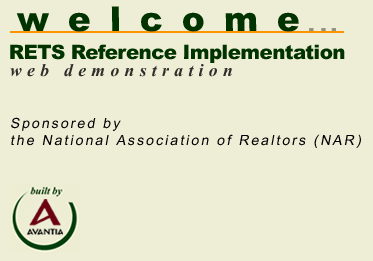 welcome...
RETS Reference Implementation
web demonstration
Sponsored by
the National Association of Realtors (NAR)
built by
AVANTIA